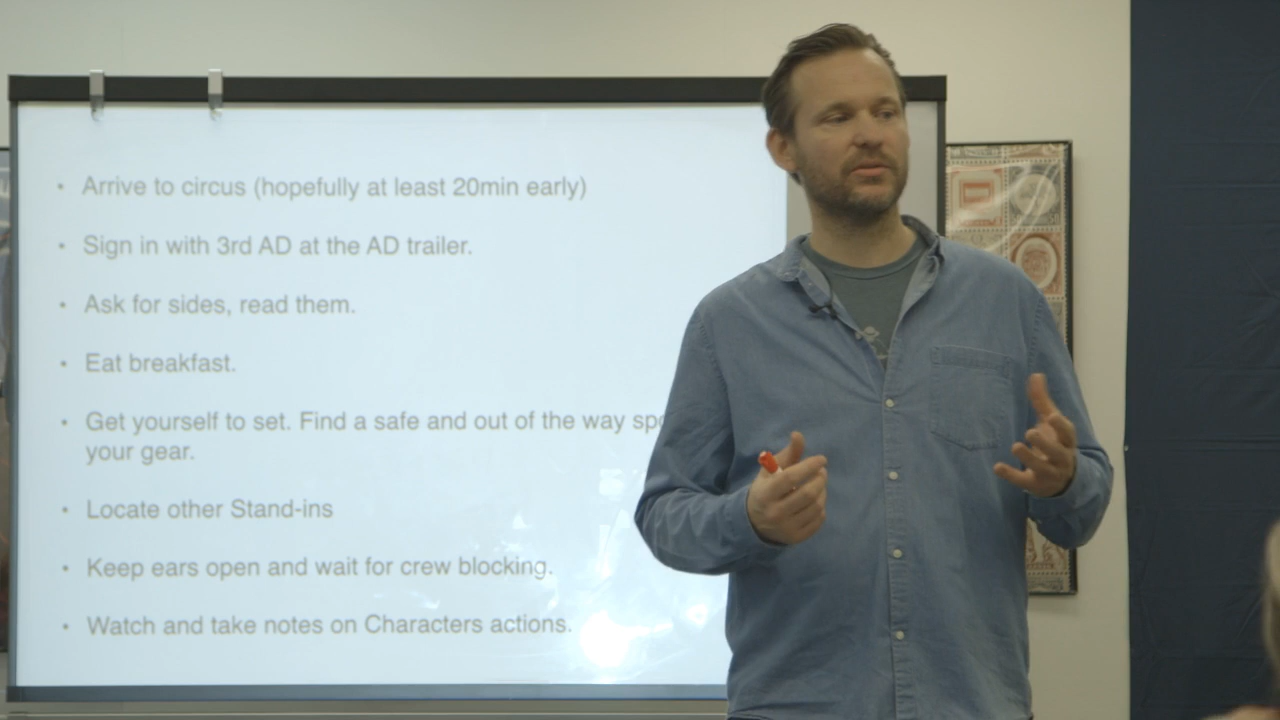 • Arrive to circus (hopefully at least 20min early)
• Sign in with 3rd AD at the AD trailer.
• Ask for sides, read them.
• Eat breakfast.
• Get yourself to set. Find a safe and out of the way
your gear.
• Locate other Stand-ins
• Keep ears open and wait for crew blocking.
• Watch and take notes on Characters actions.